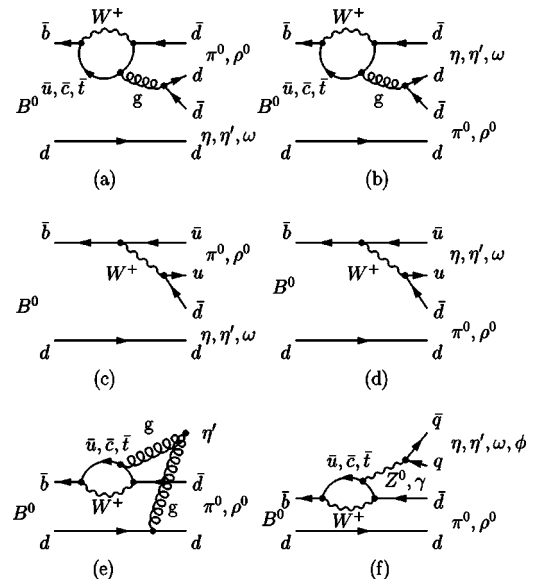 W⁺ W⁺
b̄ d̄ b̄ d̄
π⁰, ρ⁰ η, η′, ω
d d
ū, c̄, t̄ g d̄ ū, c̄, t̄ g d̄
B⁰ B⁰
d d η, η′, ω d d π⁰, ρ⁰
(a) (b)
b̄ ū b̄ ū
π⁰, ρ⁰ η, η′, ω
W⁺ u W⁺ u
B⁰ d̄ B⁰ d̄
d d η, η′, ω d d π⁰, ρ⁰
(c) (d)
g η′ q̄
ū, c̄, t̄ ū, c̄, t̄ η, η′, ω, ϕ
q
b̄ d̄ b̄ Z⁰, γ d̄
W⁺ g W⁺
B⁰ π⁰, ρ⁰ B⁰ π⁰, ρ⁰
d d d d
(e) (f)